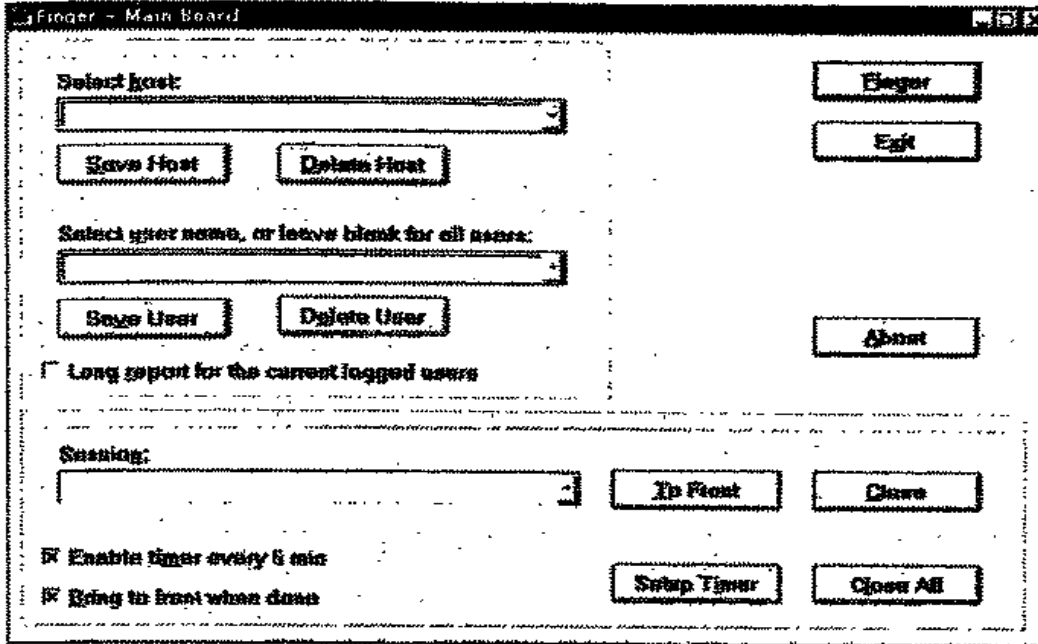 Finger - Main Board
Select host:
Finger
Exit
Save Host
Delete Host
Select user name, or leave blank for all users:
Save User
Delete User
About
Long report for the current logged users
Session:
To Front
Close
Enable timer every 5 min
Bring to front when done
Setup Timer
Close All